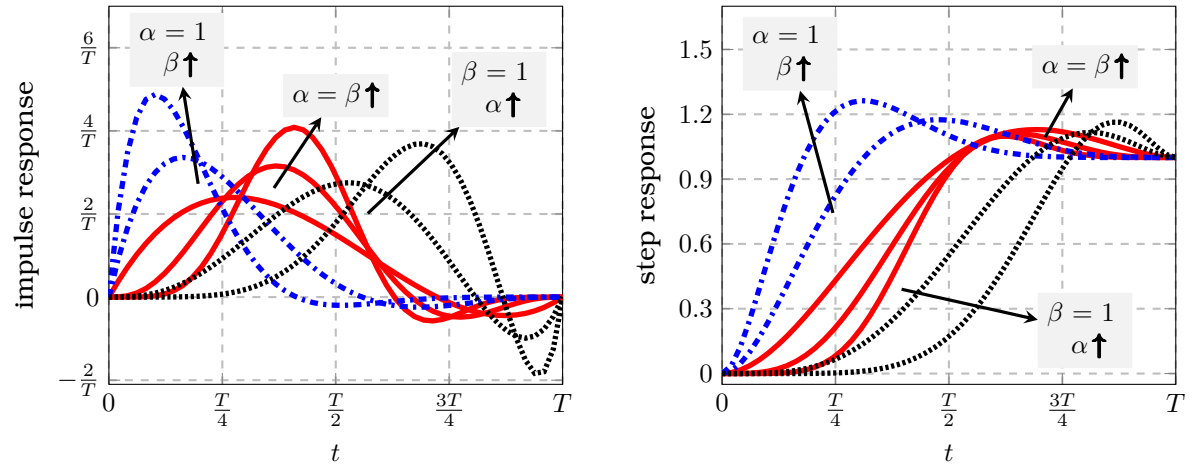 impulse response
6/T
4/T
2/T
0
−2/T
0
T/4
T/2
3T/4
T
t
α = 1
β↑
α = β↑
β = 1
α↑
step response
1.5
1.2
0.9
0.6
0.3
0
0
T/4
T/2
3T/4
T
t
α = 1
β↑
α = β↑
β = 1
α↑